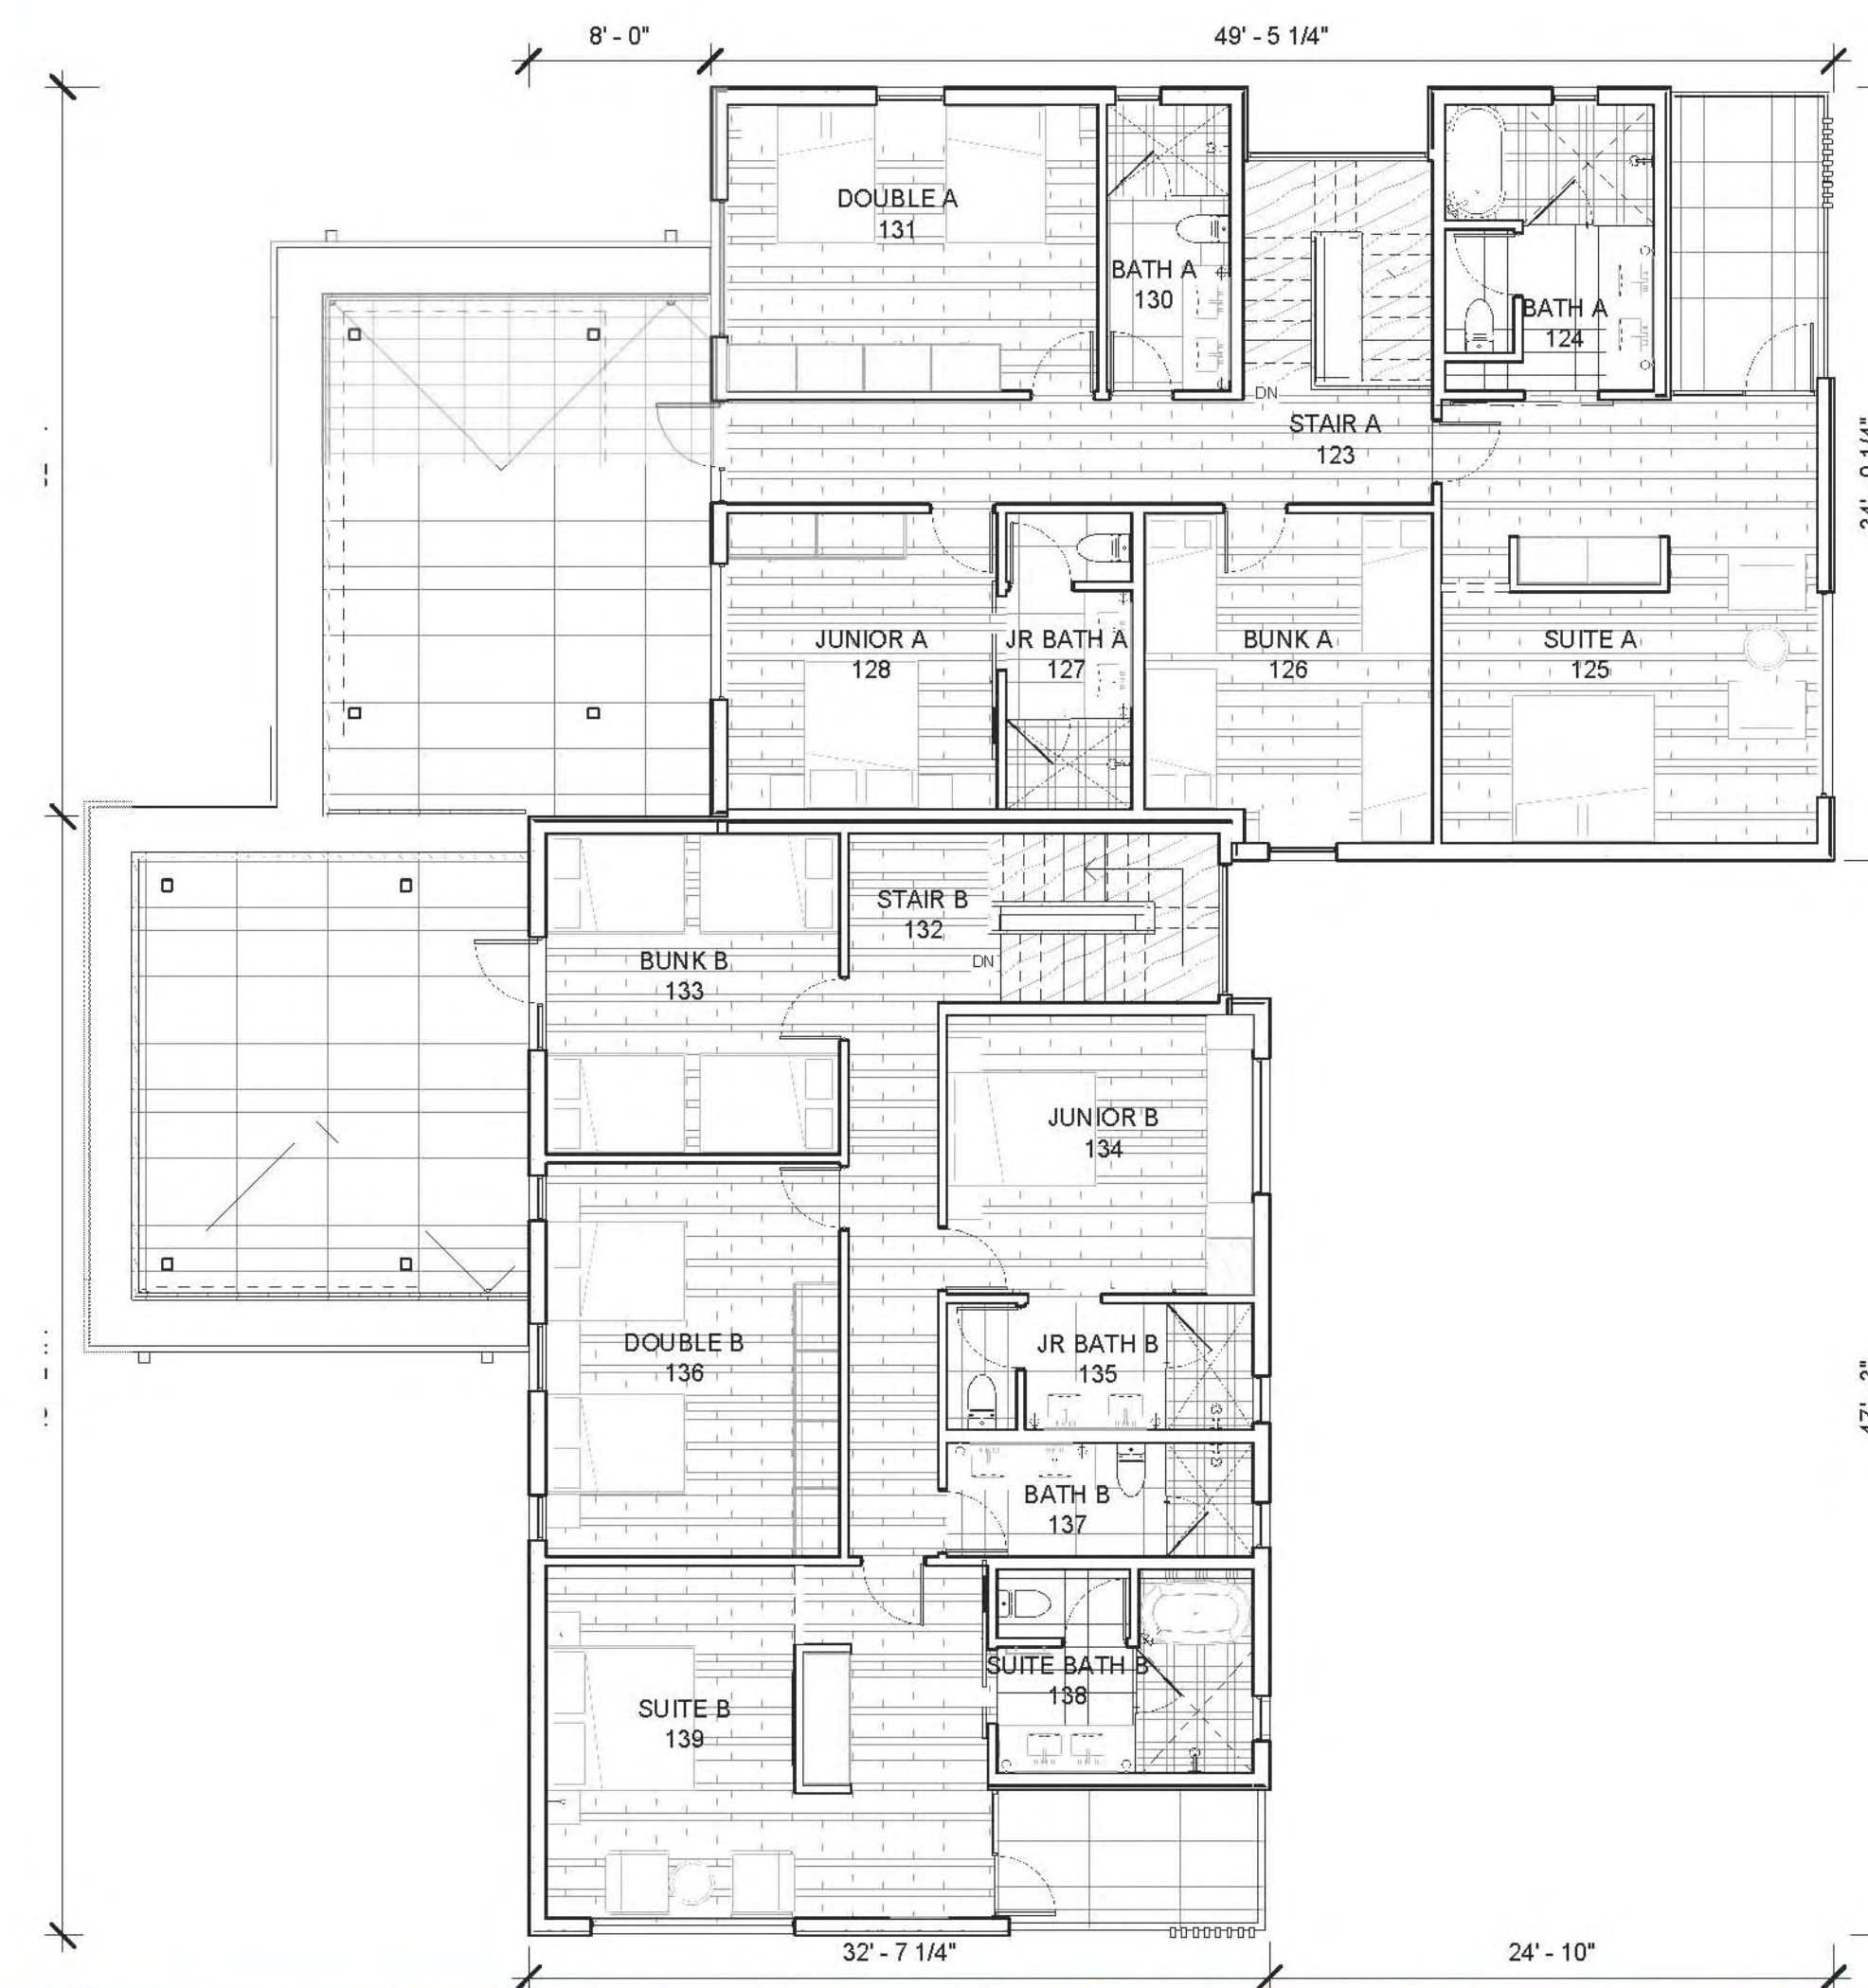 8' - 0"
49' - 5 1/4"
DOUBLE A
131
BATH A
130
BATH A
124
DN
STAIR A
123
JUNIOR A
128
JR BATH A
127
BUNK A
126
SUITE A
125
STAIR B
132
DN
BUNK B
133
JUNIOR B
134
DOUBLE B
136
JR BATH B
135
BATH B
137
SUITE BATH B
138
SUITE B
139
32' - 7 1/4"
24' - 10"